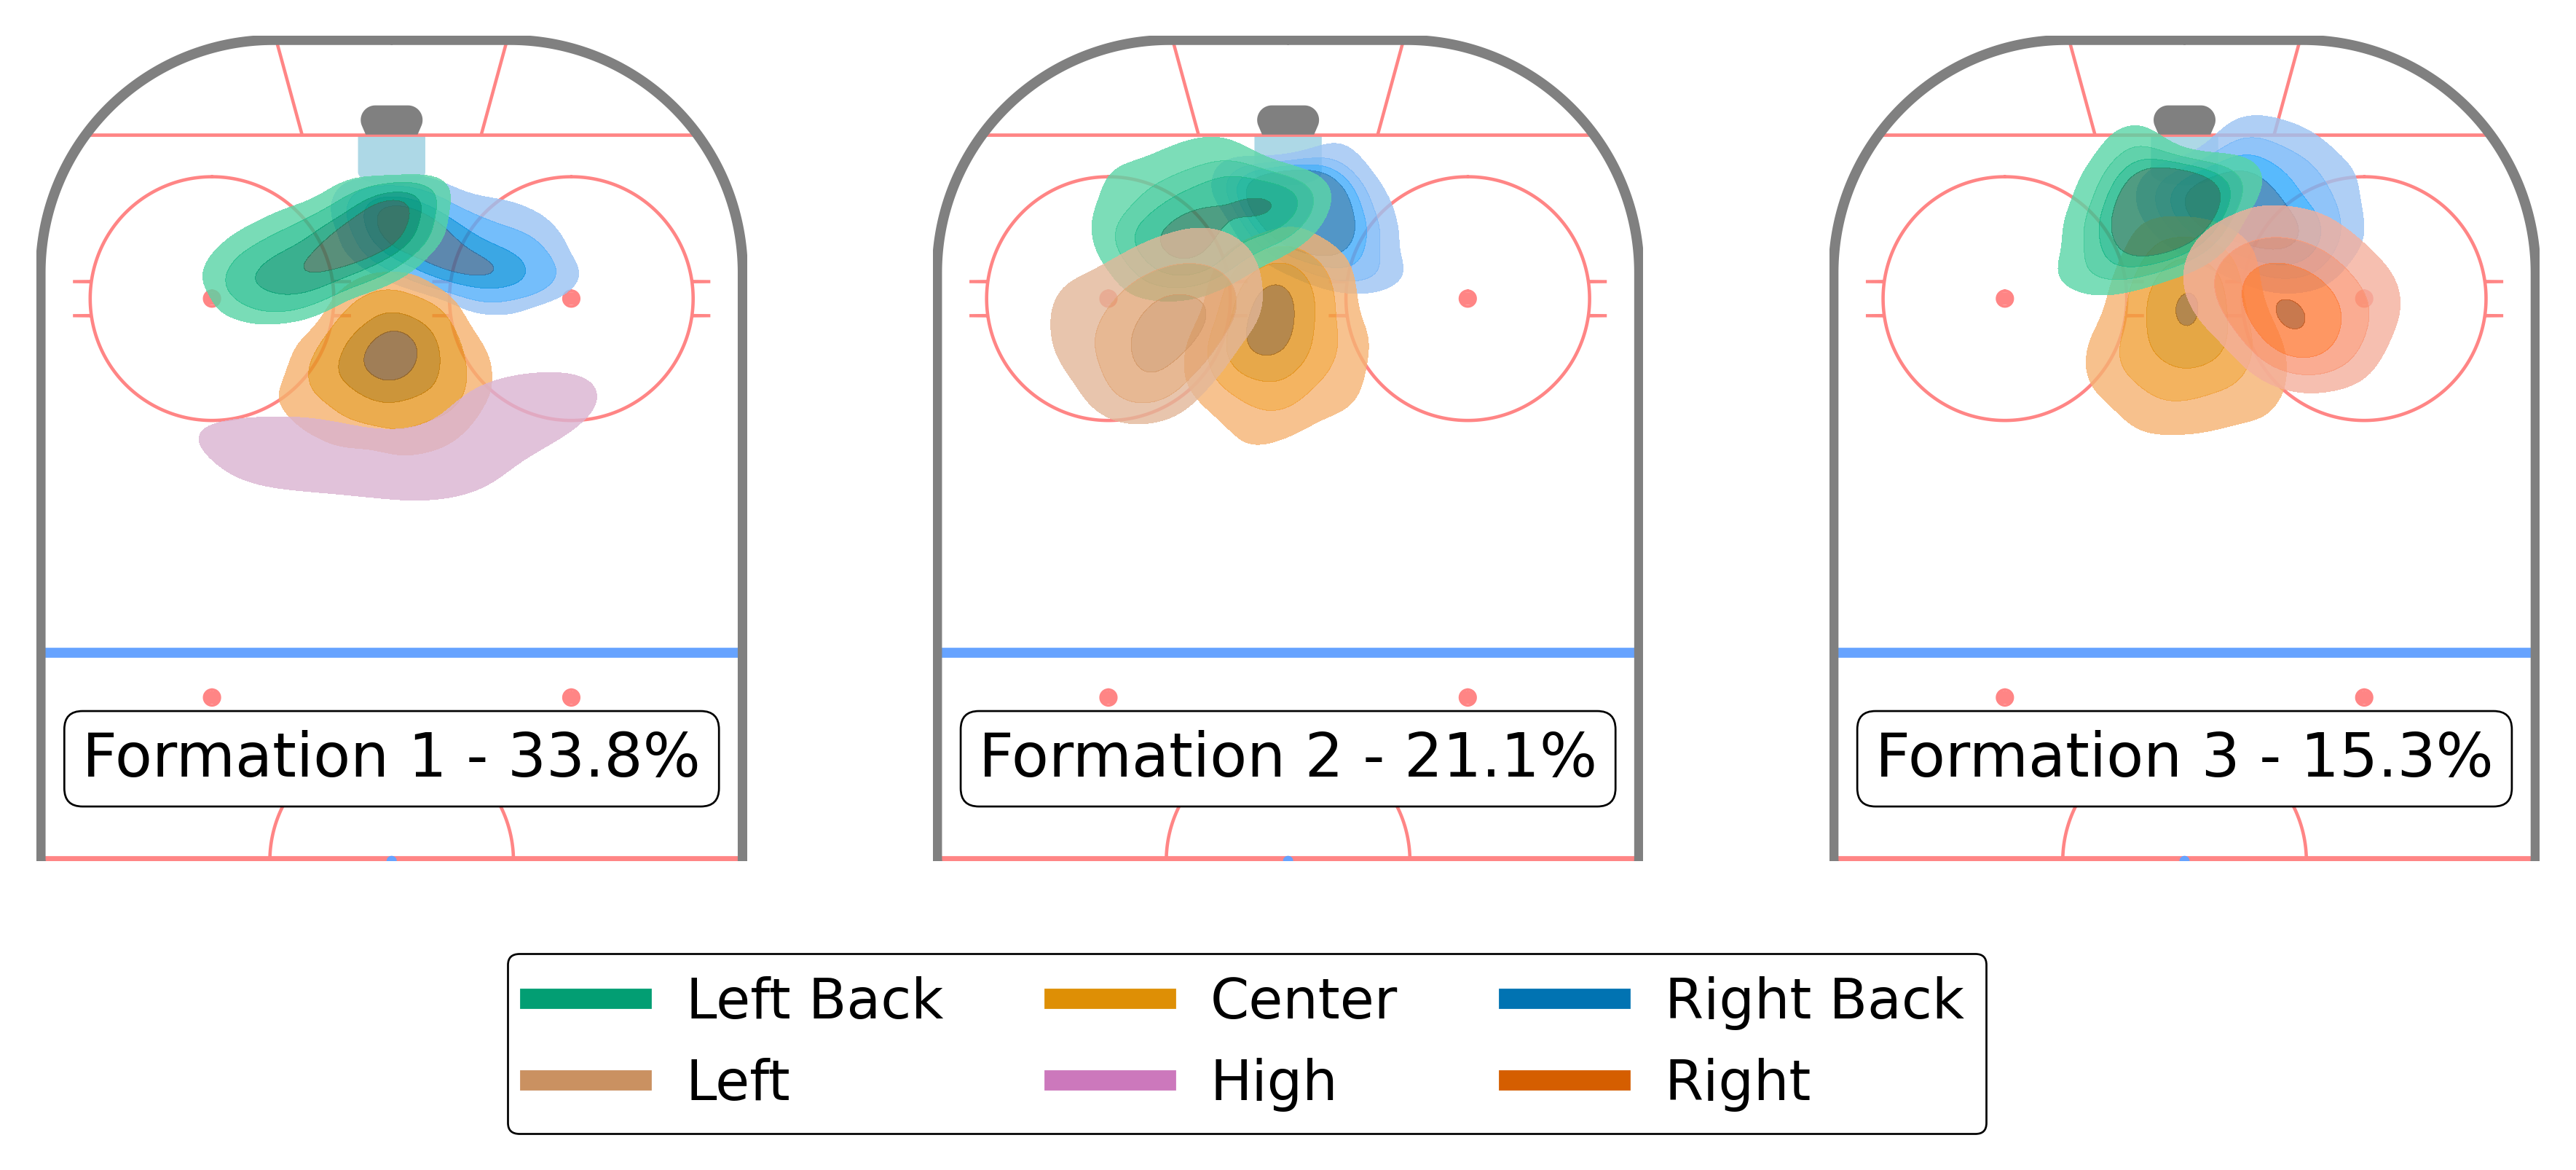 Formation 1 - 33.8%
Formation 2 - 21.1%
Formation 3 - 15.3%
Left Back
Center
Right Back
Left
High
Right